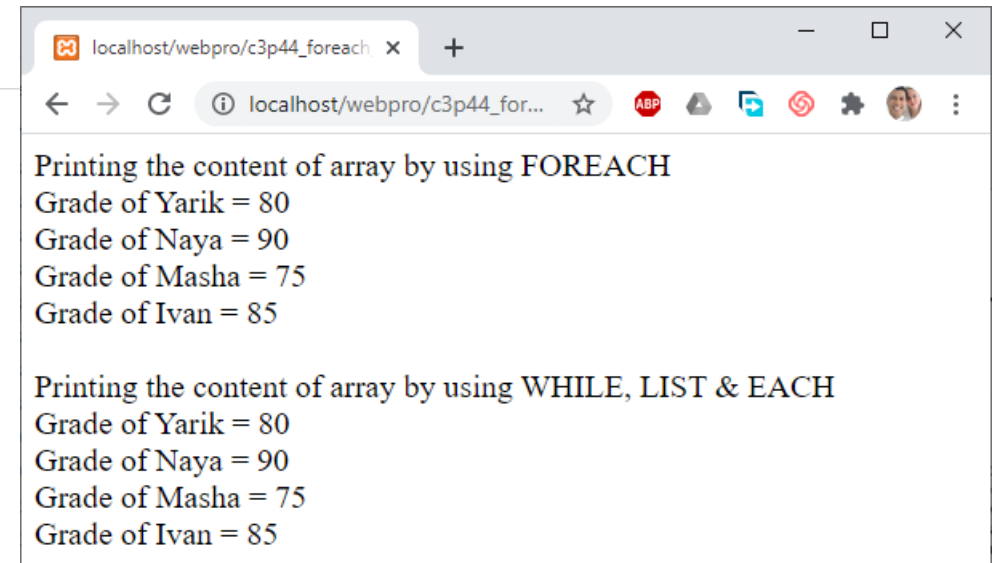 localhost/webpro/c3p44_foreach
localhost/webpro/c3p44_for...
ABP
Printing the content of array by using FOREACH
Grade of Yarik = 80
Grade of Naya = 90
Grade of Masha = 75
Grade of Ivan = 85
Printing the content of array by using WHILE, LIST & EACH
Grade of Yarik = 80
Grade of Naya = 90
Grade of Masha = 75
Grade of Ivan = 85